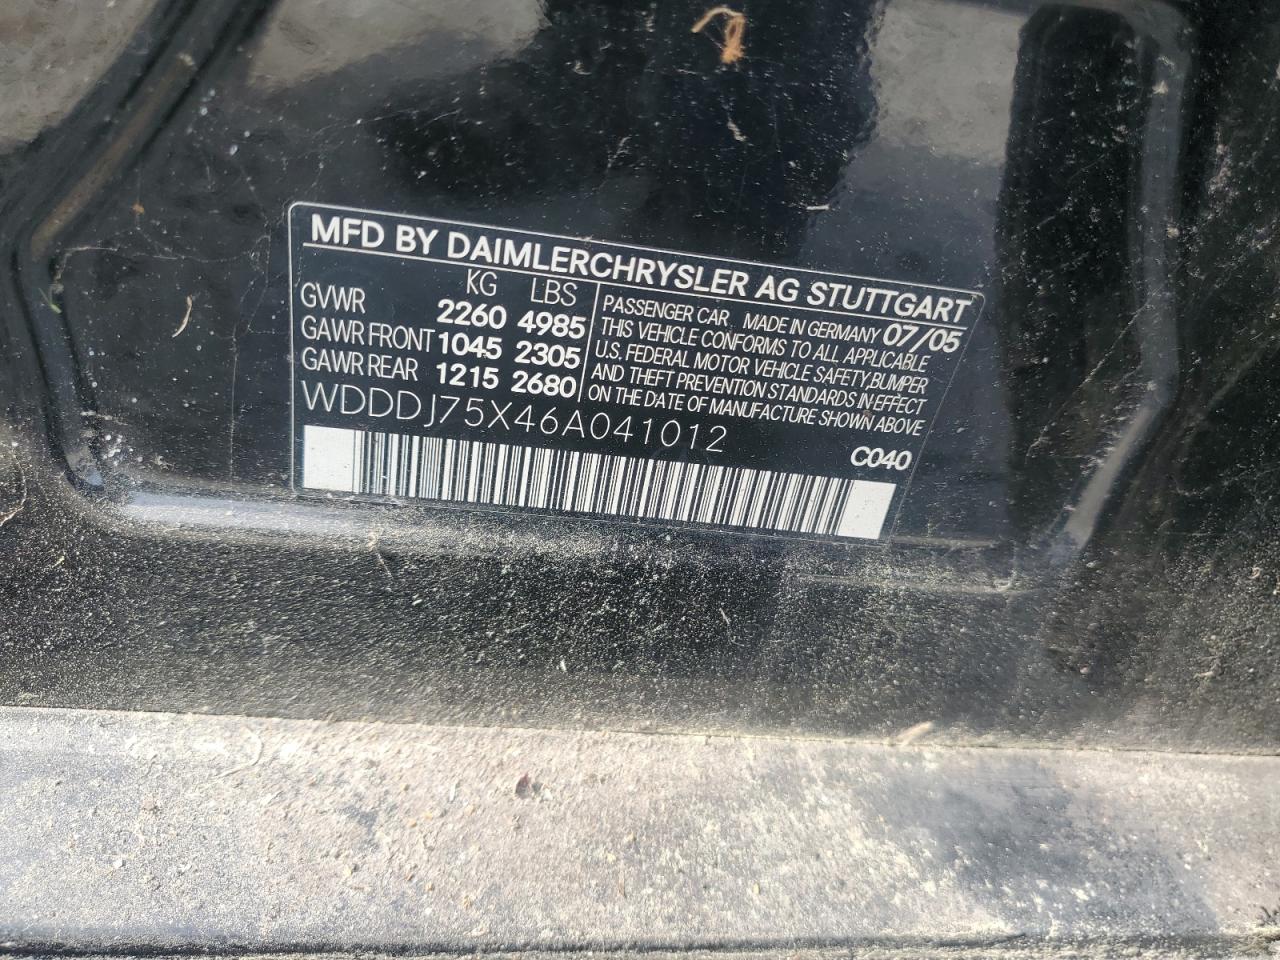 MFD BY DAIMLERCHRYSLER AG STUTTGART
KG LBS
GVWR 2260 4985
GAWR FRONT 1045 2305
GAWR REAR 1215 2680
PASSENGER CAR. MADE IN GERMANY 07/05
THIS VEHICLE CONFORMS TO ALL APPLICABLE
U.S. FEDERAL MOTOR VEHICLE SAFETY,BUMPER
AND THEFT PREVENTION STANDARDS IN EFFECT
ON THE DATE OF MANUFACTURE SHOWN ABOVE
WDDDJ75X46A041012
C040